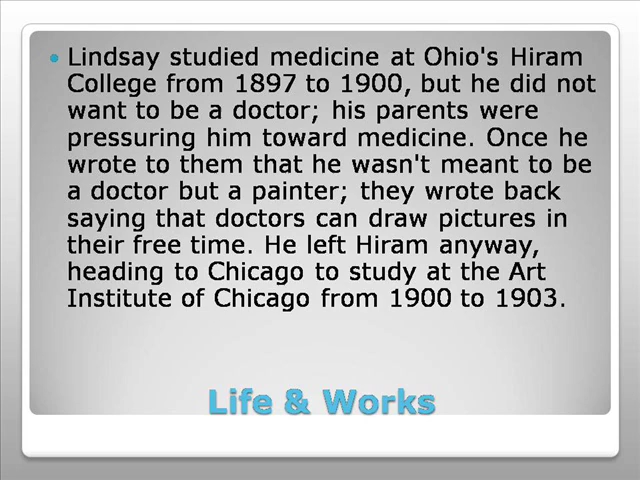 Lindsay studied medicine at Ohio's Hiram
College from 1897 to 1900, but he did not
want to be a doctor; his parents were
pressuring him toward medicine. Once he
wrote to them that he wasn't meant to be
a doctor but a painter; they wrote back
saying that doctors can draw pictures in
their free time. He left Hiram anyway,
heading to Chicago to study at the Art
Institute of Chicago from 1900 to 1903.
Life & Works